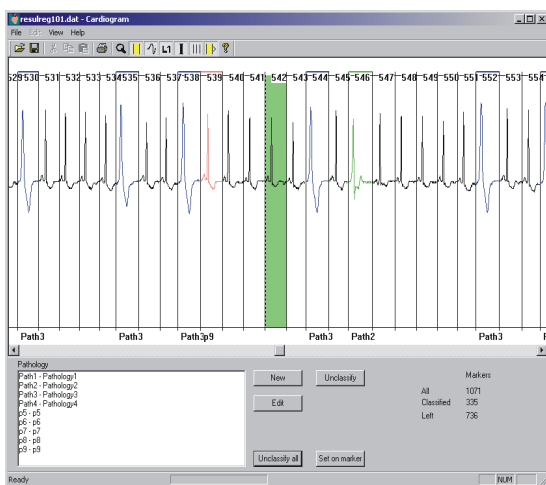 resulreg101.dat - Cardiogram
File Edit View Help
L1
529 530 531 532 533 534 535 536 537 538 539 540 541 542 543 544 545 546 547 548 549 550 551 552 553 554
Path3 Path3 Path3 p9 Path3 Path2 Path3
Pathology
Path1 - Pathology1
Path2 - Pathology2
Path3 - Pathology3
Path4 - Pathology4
p5 - p5
p6 - p6
p7 - p7
p8 - p8
p9 - p9
New Unclassify
Edit
Unclassify all Set on marker
Markers
All 1071
Classified 335
Left 736
Ready NUM